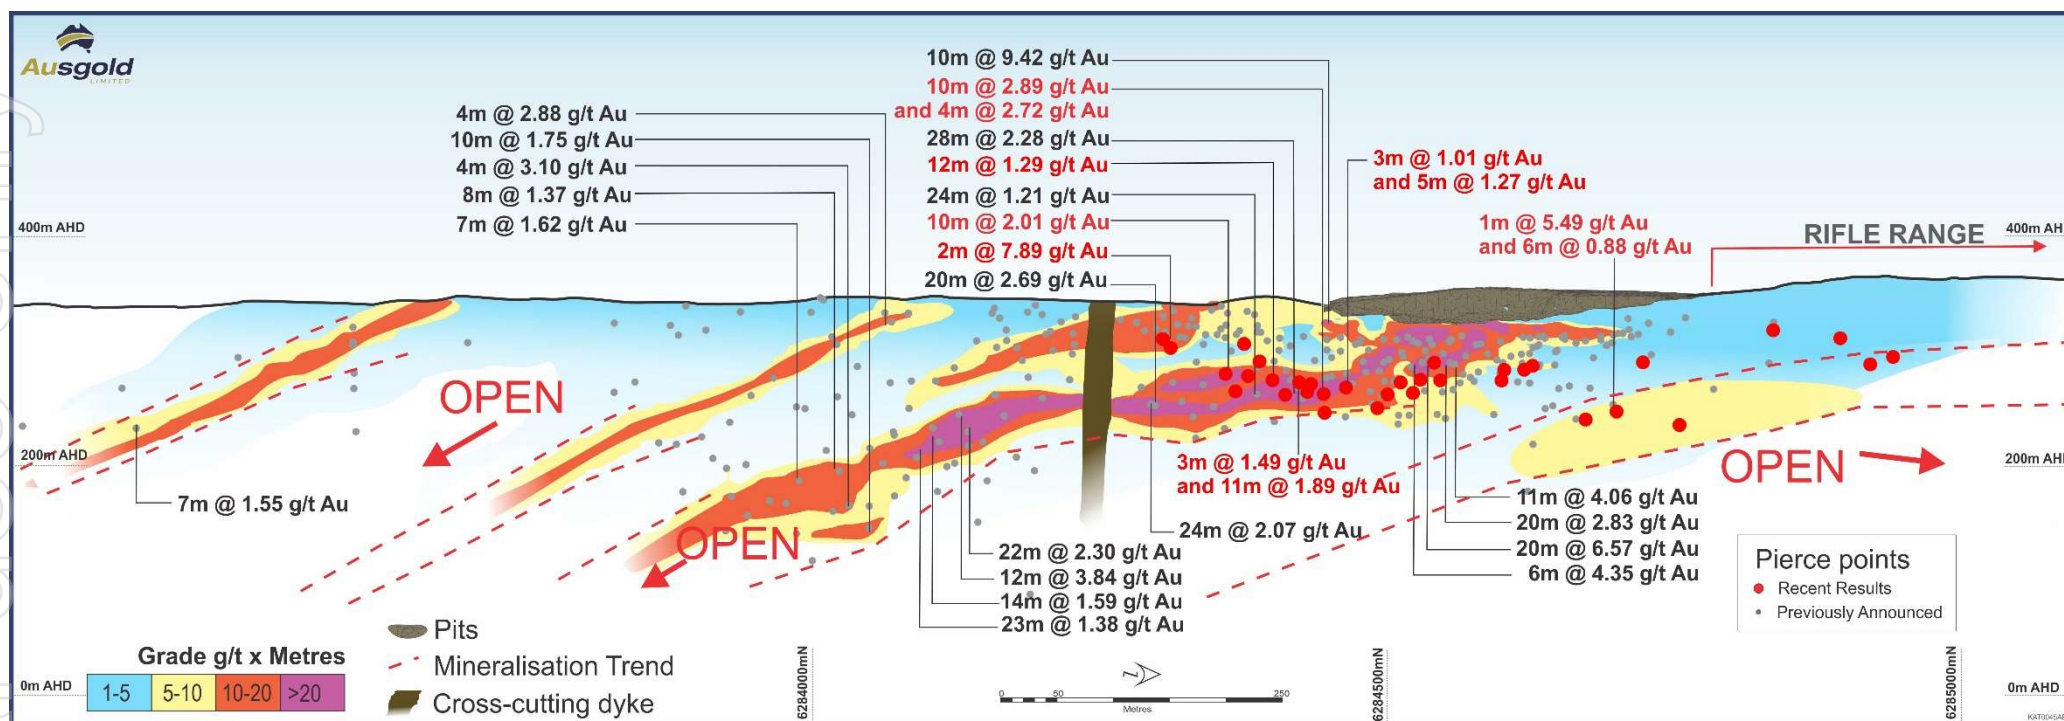 Ausgold
LIMITED
10m @ 9.42 g/t Au
10m @ 2.89 g/t Au
and 4m @ 2.72 g/t Au
28m @ 2.28 g/t Au
12m @ 1.29 g/t Au
24m @ 1.21 g/t Au
10m @ 2.01 g/t Au
2m @ 7.89 g/t Au
20m @ 2.69 g/t Au
4m @ 2.88 g/t Au
10m @ 1.75 g/t Au
4m @ 3.10 g/t Au
8m @ 1.37 g/t Au
7m @ 1.62 g/t Au
3m @ 1.01 g/t Au
and 5m @ 1.27 g/t Au
1m @ 5.49 g/t Au
and 6m @ 0.88 g/t Au
RIFLE RANGE
400m AHD
400m AH
OPEN
200m AHD
200m AH
OPEN
7m @ 1.55 g/t Au
3m @ 1.49 g/t Au
and 11m @ 1.89 g/t Au
OPEN
24m @ 2.07 g/t Au
11m @ 4.06 g/t Au
20m @ 2.83 g/t Au
20m @ 6.57 g/t Au
6m @ 4.35 g/t Au
22m @ 2.30 g/t Au
12m @ 3.84 g/t Au
14m @ 1.59 g/t Au
23m @ 1.38 g/t Au
Pierce points
Recent Results
Previously Announced
Pits
Mineralisation Trend
Cross-cutting dyke
Grade g/t x Metres
1-5 5-10 10-20 >20
0m AHD
0m AHD
6284000mN
6284500mN
6285000mN
0 50 250
Metres